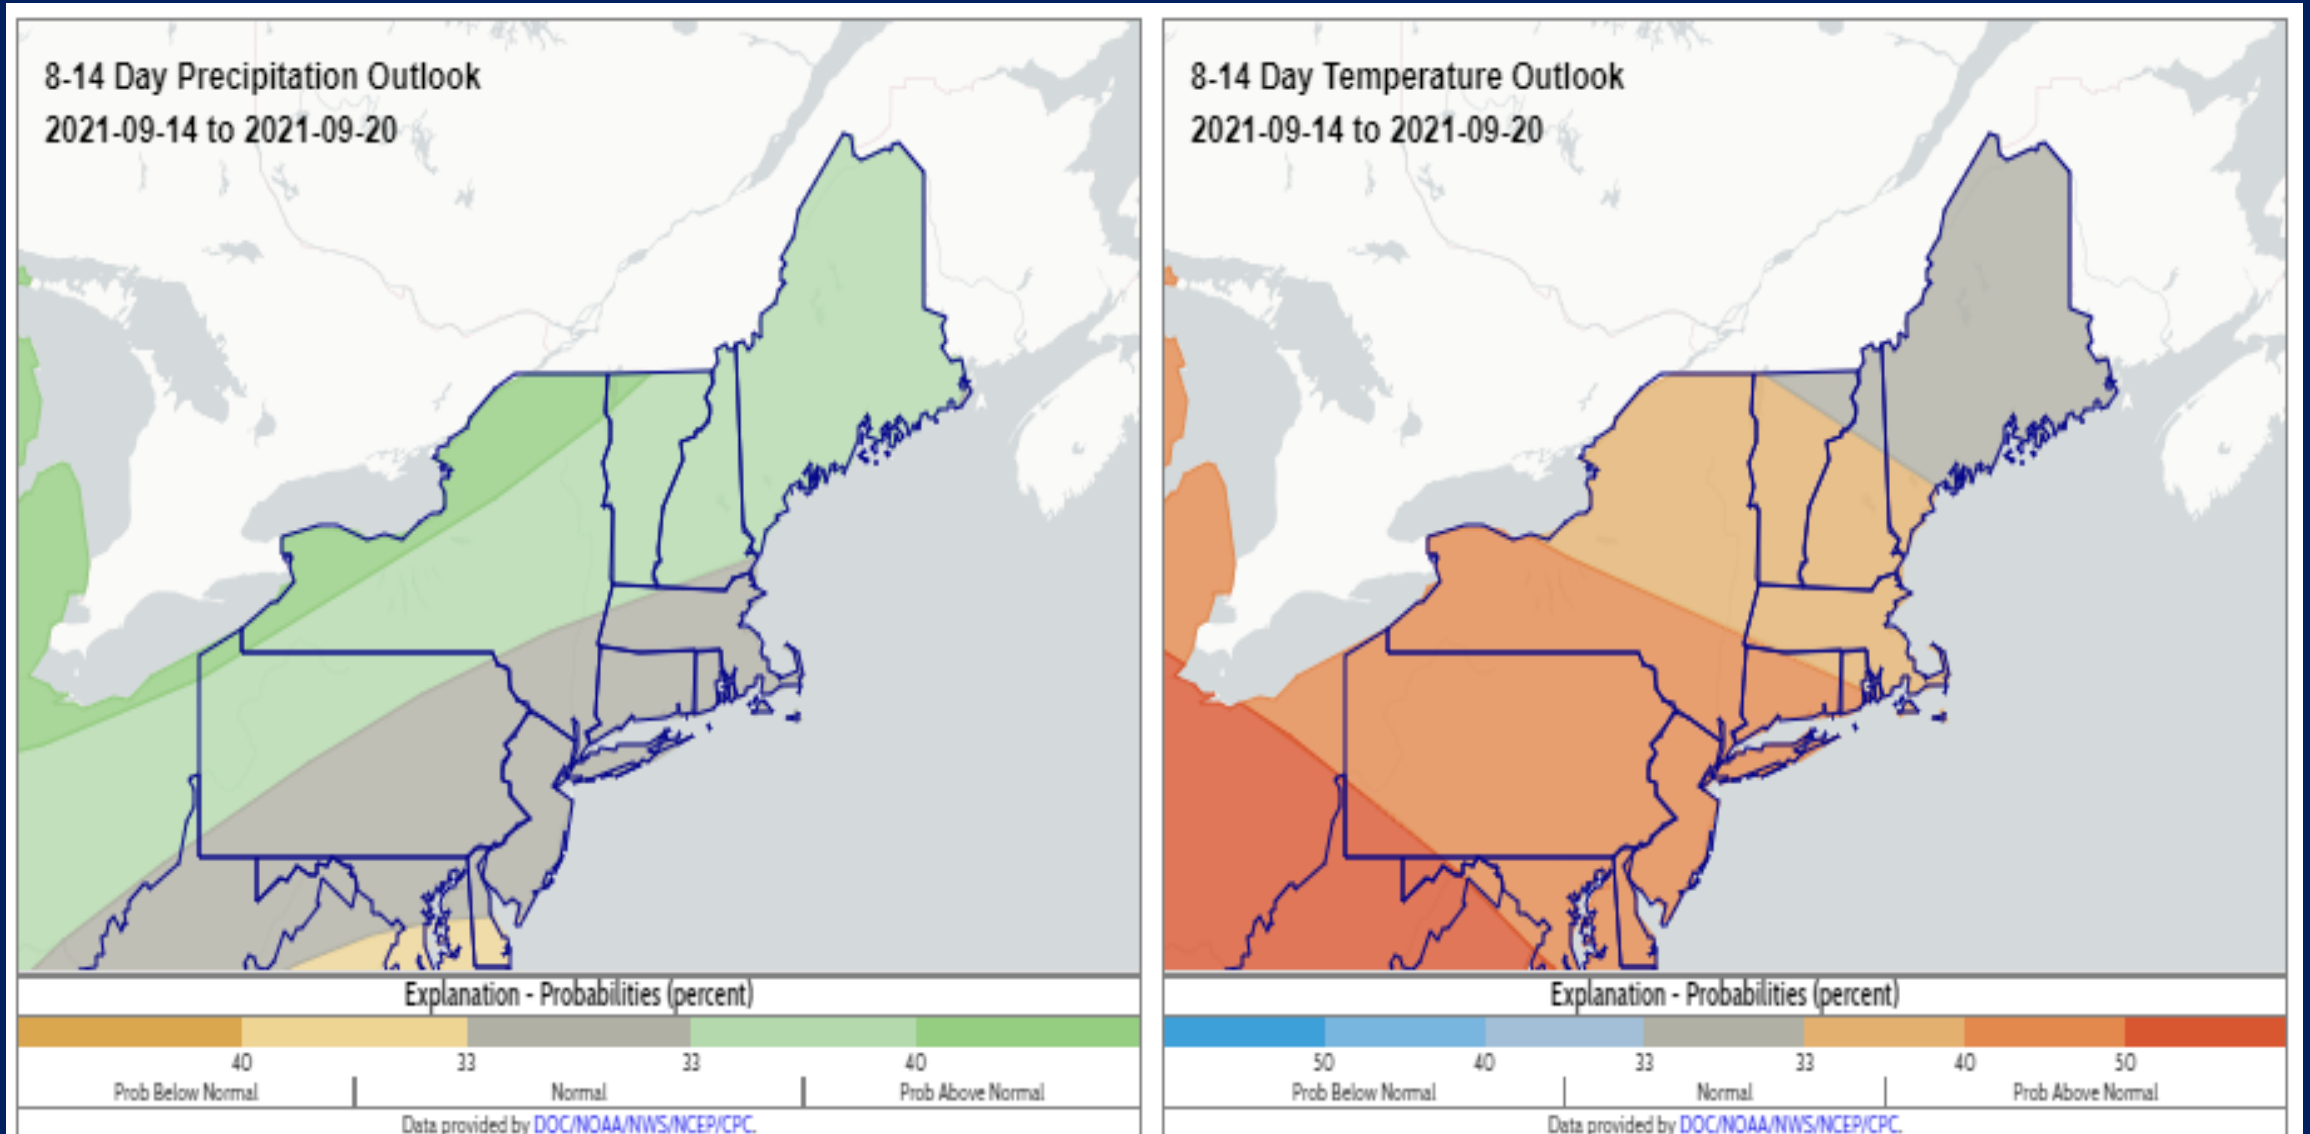 8-14 Day Precipitation Outlook
2021-09-14 to 2021-09-20
Explanation - Probabilities (percent)
40 33 33 40
Prob Below Normal Normal Prob Above Normal
Data provided by DOC/NOAA/NWS/NCEP/CPC.
8-14 Day Temperature Outlook
2021-09-14 to 2021-09-20
Explanation - Probabilities (percent)
50 40 33 33 40 50
Prob Below Normal Normal Prob Above Normal
Data provided by DOC/NOAA/NWS/NCEP/CPC.